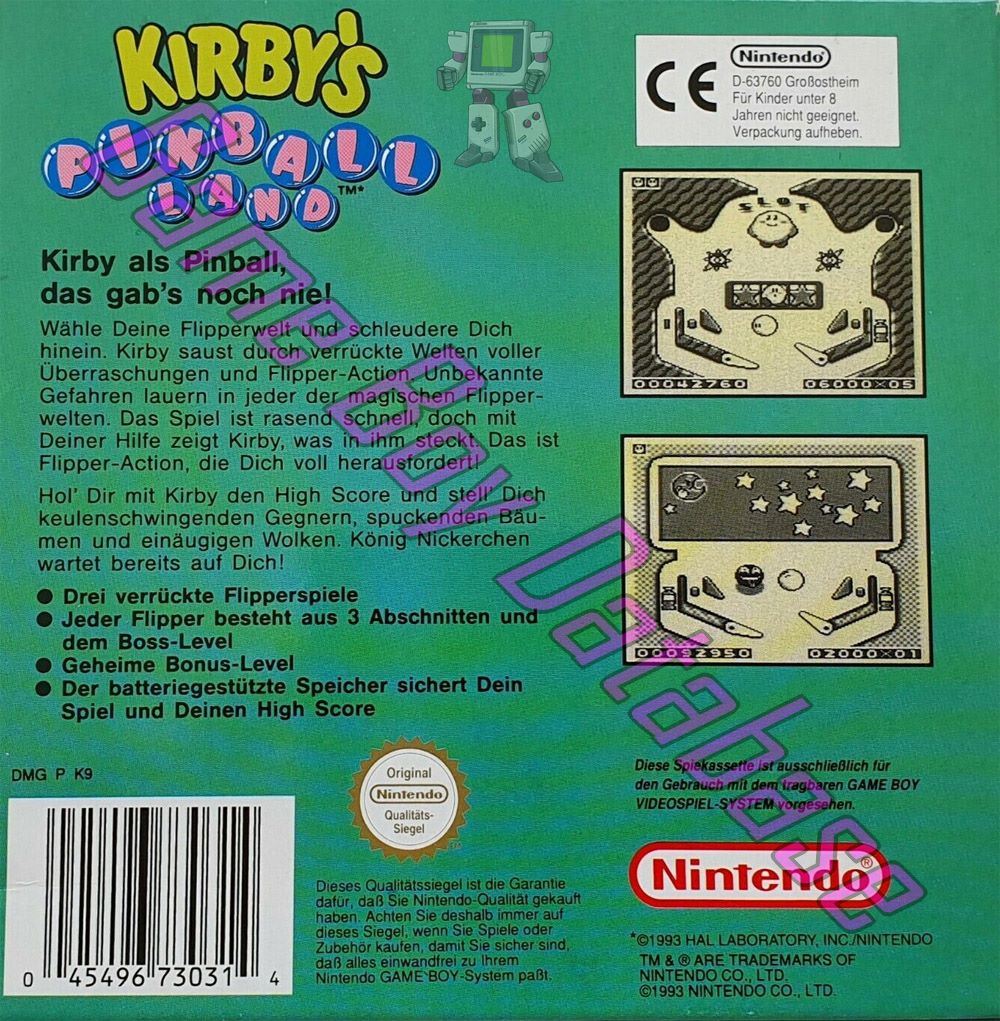 KIRBY'S
PINBALL
LAND TM*
Nintendo®
D-63760 Großostheim
Für Kinder unter 8
Jahren nicht geeignet.
Verpackung aufheben.
CE
Kirby als Pinball,
das gab's noch nie!
Wähle Deine Flipperwelt und schleudere Dich
hinein. Kirby saust durch verrückte Welten voller
Überraschungen und Flipper-Action. Unbekannte
Gefahren lauern in jeder der magischen Flipper-
welten. Das Spiel ist rasend schnell, doch mit
Deiner Hilfe zeigt Kirby, was in ihm steckt. Das ist
Flipper-Action, die Dich voll herausfordert!
Hol' Dir mit Kirby den High Score und stell' Dich
keulenschwingenden Gegnern, spuckenden Bäu-
men und einäugigen Wolken. König Nickerchen
wartet bereits auf Dich!
● Drei verrückte Flipperspiele
● Jeder Flipper besteht aus 3 Abschnitten und
dem Boss-Level
● Geheime Bonus-Level
● Der batteriegestützte Speicher sichert Dein
Spiel und Deinen High Score
SLOT
00042760 06000×05
00092950 02000×01
DMG P K9
0 45496 73031 4
Original
Nintendo
Qualitäts-
Siegel
TM
Dieses Qualitätssiegel ist die Garantie
dafür, daß Sie Nintendo-Qualität gekauft
haben. Achten Sie deshalb immer auf
dieses Siegel, wenn Sie Spiele oder
Zubehör kaufen, damit Sie sicher sind,
daß alles einwandfrei zu Ihrem
Nintendo GAME BOY-System paßt.
Diese Spielkassette ist ausschließlich für
den Gebrauch mit dem tragbaren GAME BOY
VIDEOSPIEL-SYSTEM vorgesehen.
Nintendo®
*©1993 HAL LABORATORY, INC./NINTENDO
TM & ® ARE TRADEMARKS OF
NINTENDO CO., LTD.
©1993 NINTENDO CO., LTD.
GameBoy Database